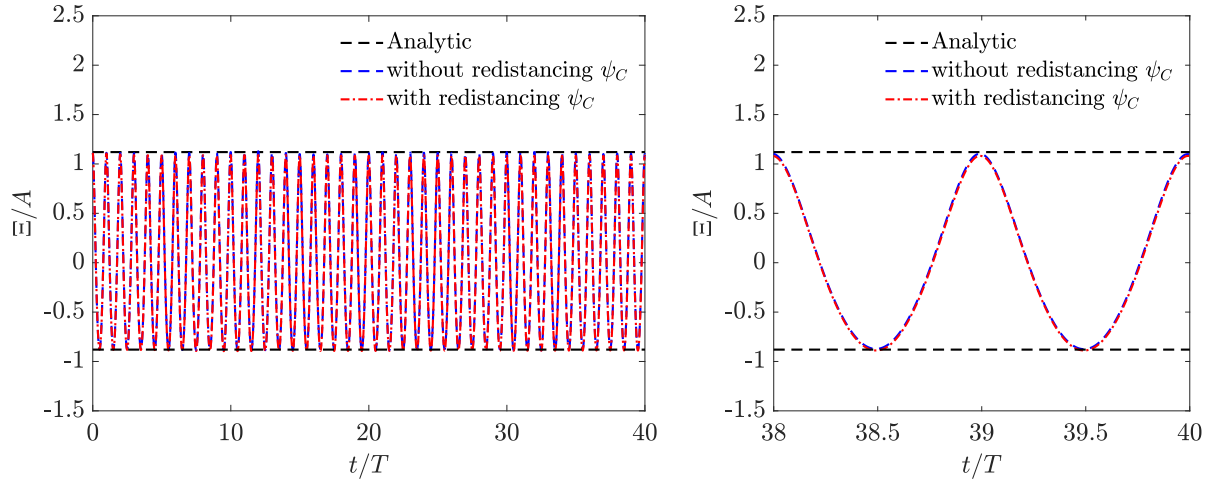 2.5
2
1.5
1
0.5
0
-0.5
-1
-1.5
Ξ/A
Analytic
without redistancing ψ_C
with redistancing ψ_C
0 10 20 30 40
t/T
2.5
2
1.5
1
0.5
0
-0.5
-1
-1.5
Ξ/A
Analytic
without redistancing ψ_C
with redistancing ψ_C
38 38.5 39 39.5 40
t/T